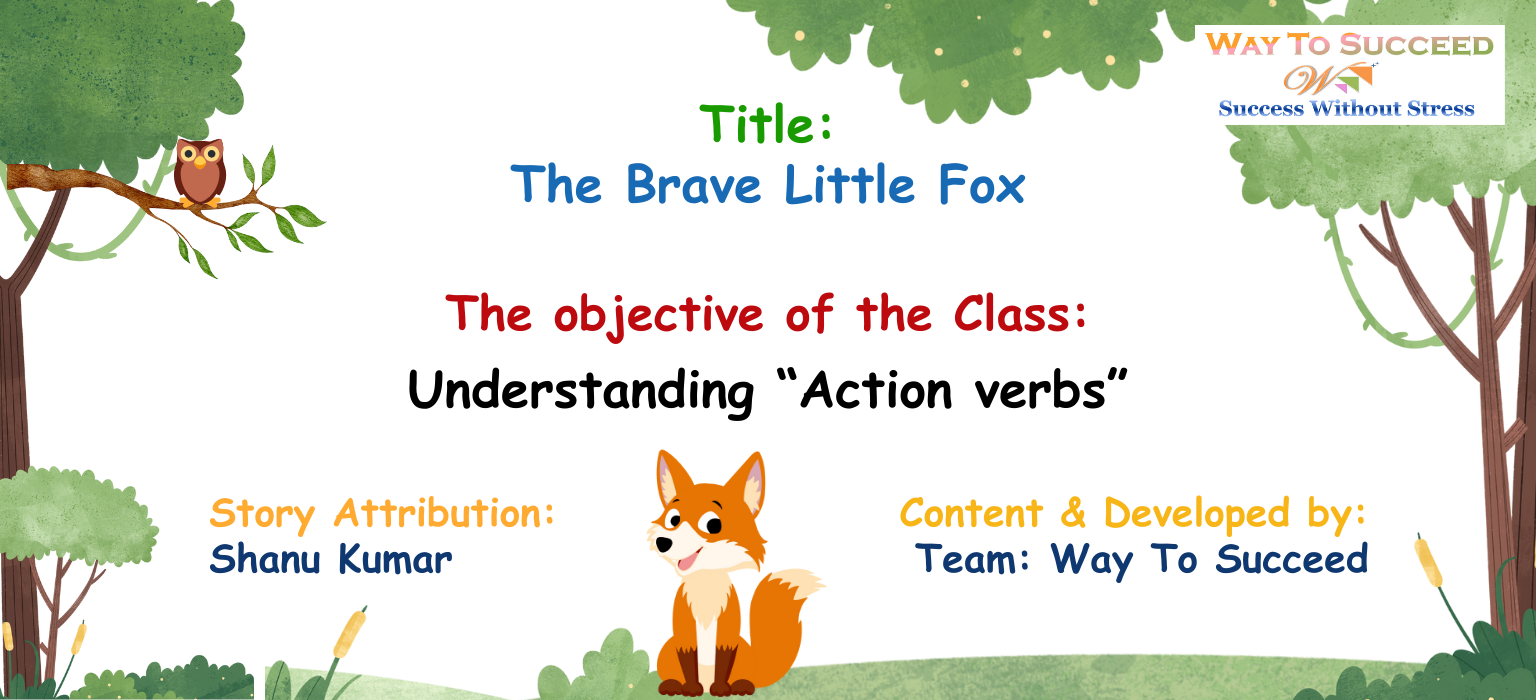 WAY TO SUCCEED
Success Without Stress
Title:
The Brave Little Fox
The objective of the Class:
Understanding “Action verbs”
Story Attribution:
Shanu Kumar
Content & Developed by:
Team: Way To Succeed